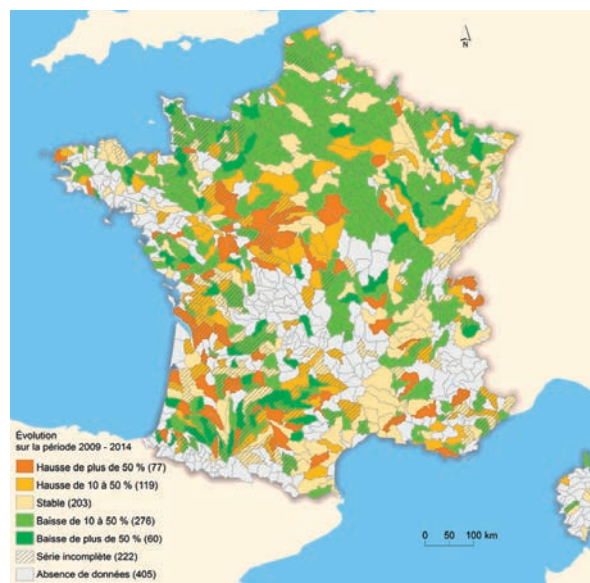 N
Évolution
sur la période 2009 - 2014
Hausse de plus de 50 % (77)
Hausse de 10 à 50 % (119)
Stable (203)
Baisse de 10 à 50 % (276)
Baisse de plus de 50 % (60)
Série incomplète (222)
Absence de données (405)
0 50 100 km